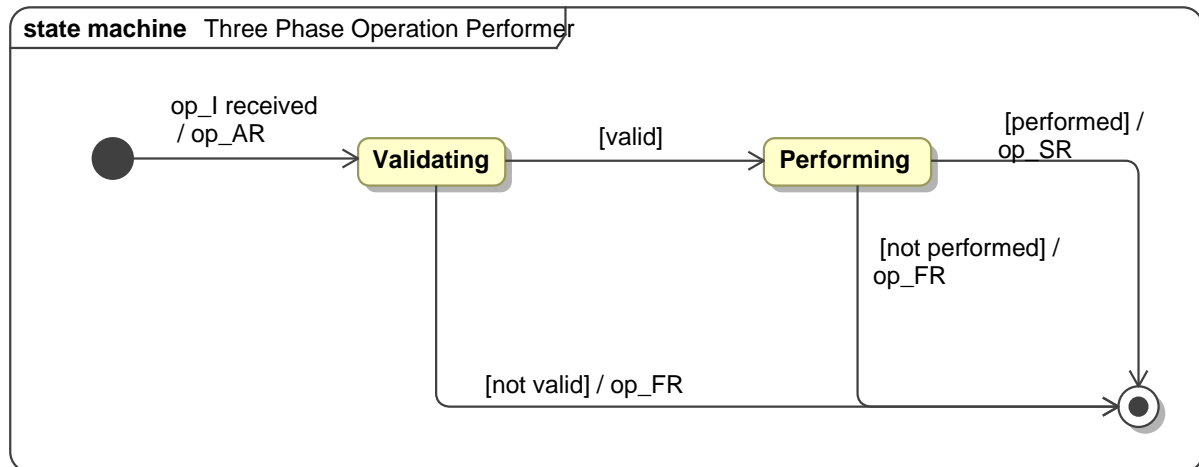 state machine Three Phase Operation Performer
op_I received
/ op_AR
Validating
[valid]
Performing
[performed] /
op_SR
[not performed] /
op_FR
[not valid] / op_FR